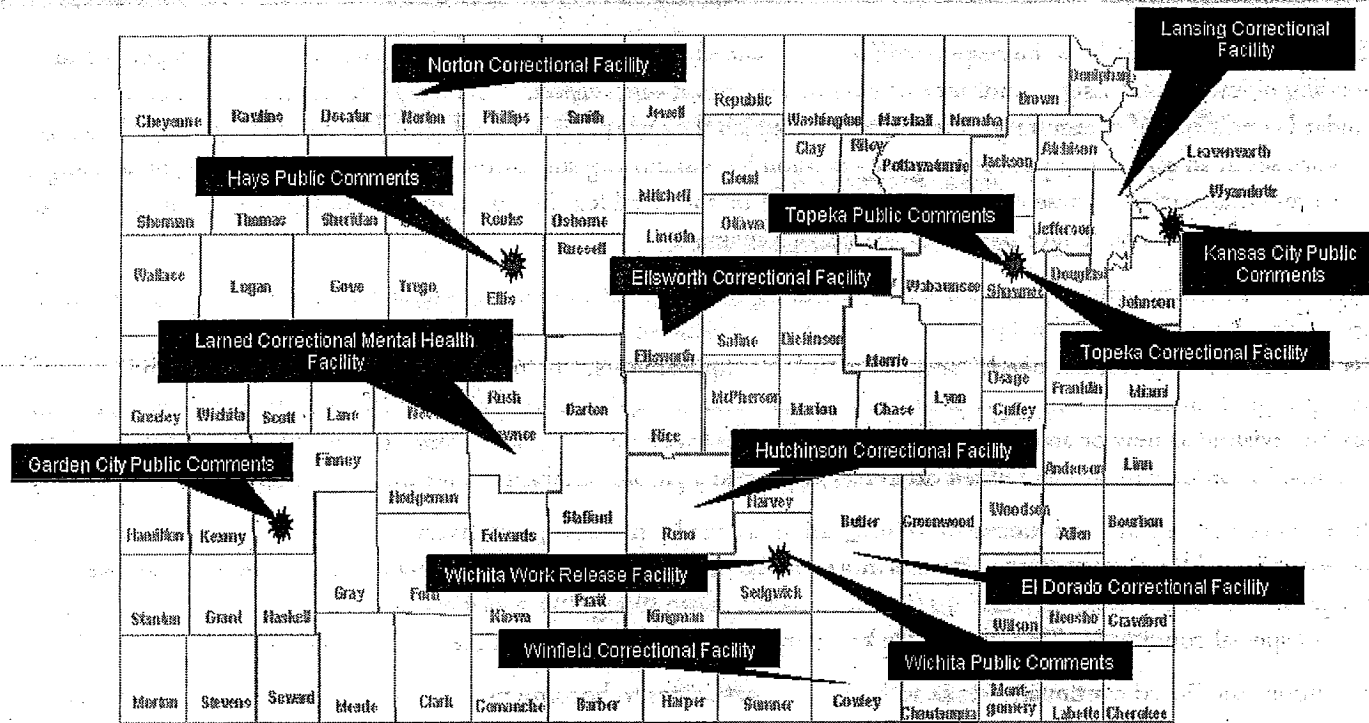 Lansing Correctional
Facility
Norton Correctional Facility
Doniphan
Brown
Cheyenne Rawlins Decatur Norton Phillips Smith Jewell Republic Washington Marshall Nemaha
Clay Riley Pottawatomie Jackson Atchison
Leavenworth
Hays Public Comments
Cloud
Mitchell
Wyandotte
Topeka Public Comments
Sherman Thomas Sheridan Rooks Osborne Ottawa
Lincoln
Jefferson
Russell
Kansas City Public
Comments
Wallace
Logan Gove Trego Ellis
Ellsworth Correctional Facility
Wabaunsee Shawnee Douglas
Johnson
Larned Correctional Mental Health
Facility
Saline Dickinson
Ellsworth
Morris
Topeka Correctional Facility
Osage
Franklin Miami
Greeley Wichita Scott Lane Rush Barton McPherson Marion Chase Lyon Coffey
Pawnee
Rice
Garden City Public Comments
Finney
Hutchinson Correctional Facility
Anderson Linn
Hodgeman
Harvey
Hamilton Kearny Edwards Stafford Reno Butler Greenwood Woodson Allen Bourbon
Wichita Work Release Facility
El Dorado Correctional Facility
Gray Ford Sedgwick
Pratt
Stanton Grant Haskell Kiowa Kingman Wilson Neosho Crawford
Winfield Correctional Facility
Wichita Public Comments
Morton Stevens Seward Meade Clark Comanche Barber Harper Sumner Cowley Chautauqua Mont-
gomery Labette Cherokee